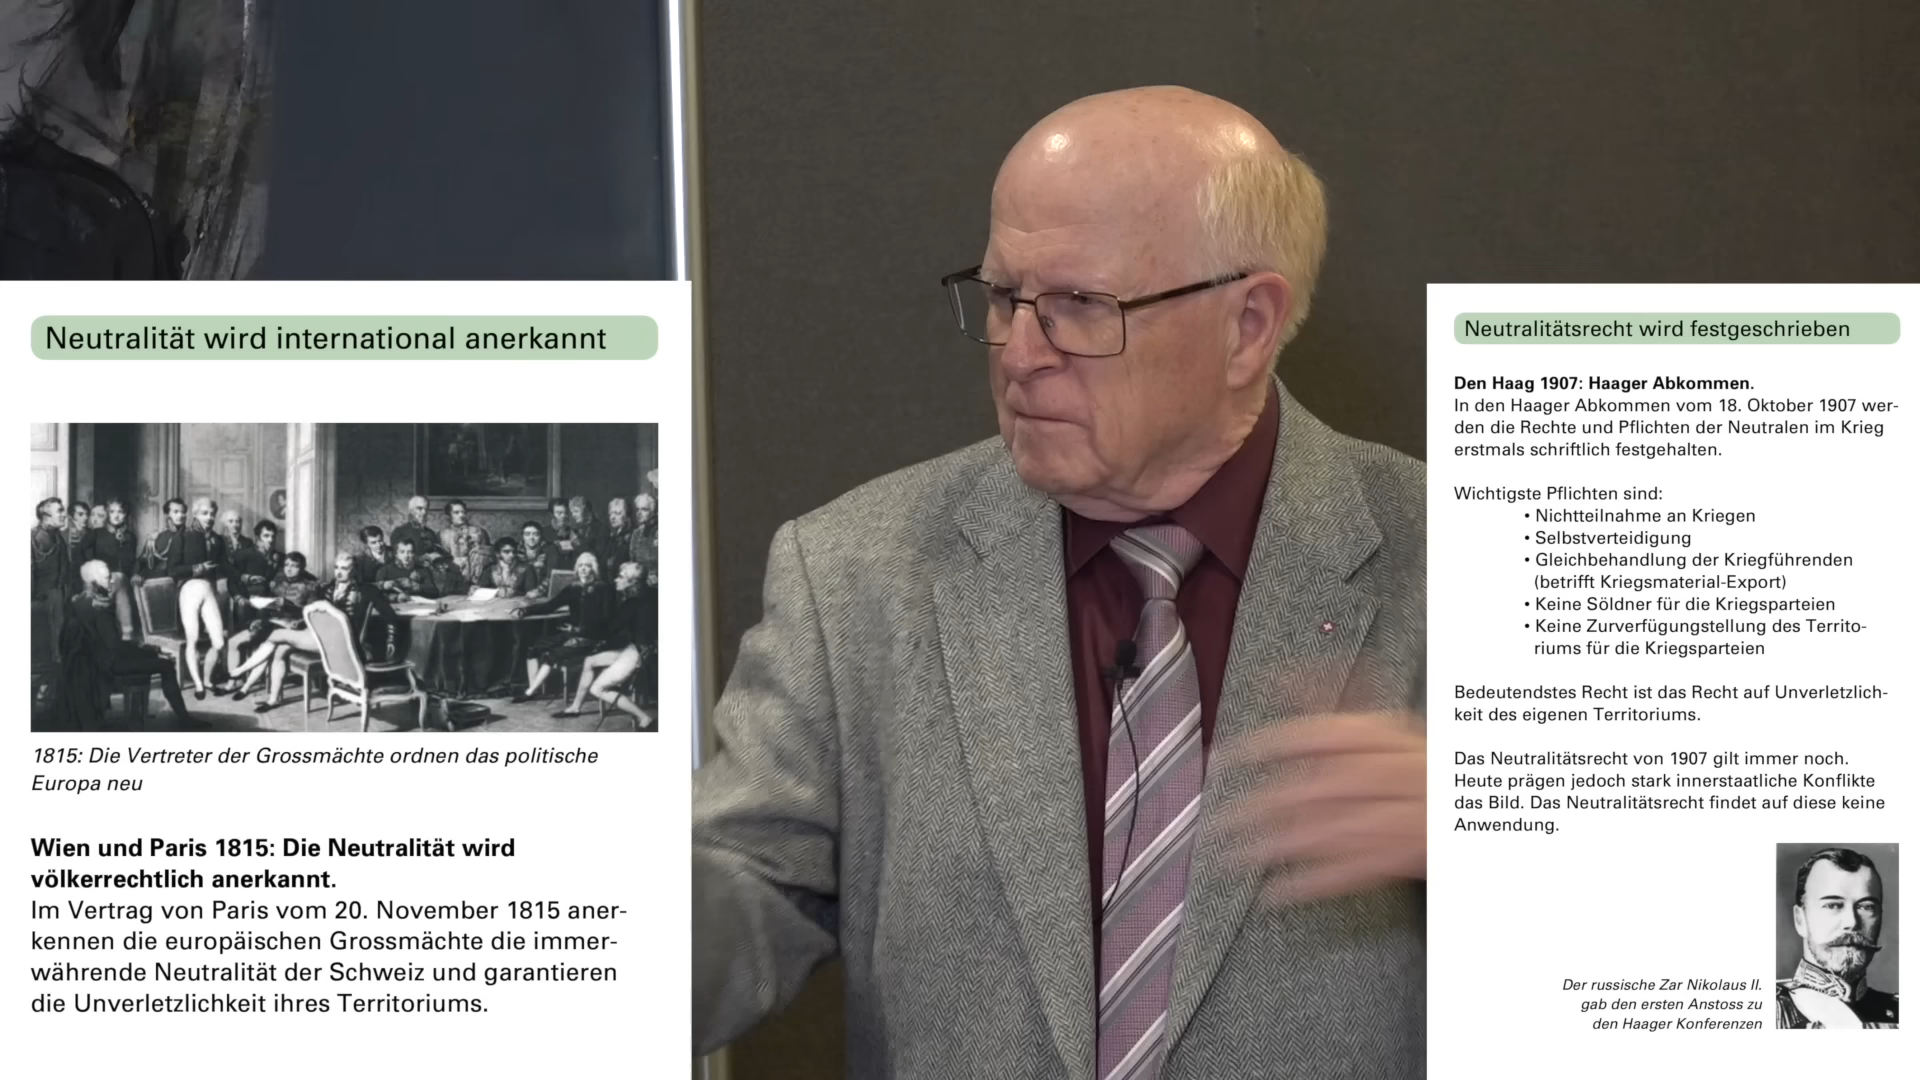 Neutralität wird international anerkannt
1815: Die Vertreter der Grossmächte ordnen das politische
Europa neu
Wien und Paris 1815: Die Neutralität wird
völkerrechtlich anerkannt.
Im Vertrag von Paris vom 20. November 1815 aner-
kennen die europäischen Grossmächte die immer-
währende Neutralität der Schweiz und garantieren
die Unverletzlichkeit ihres Territoriums.
Neutralitätsrecht wird festgeschrieben
Den Haag 1907: Haager Abkommen.
In den Haager Abkommen vom 18. Oktober 1907 wer-
den die Rechte und Pflichten der Neutralen im Krieg
erstmals schriftlich festgehalten.
Wichtigste Pflichten sind:
• Nichtteilnahme an Kriegen
• Selbstverteidigung
• Gleichbehandlung der Kriegführenden
(betrifft Kriegsmaterial-Export)
• Keine Söldner für die Kriegsparteien
• Keine Zurverfügungstellung des Territo-
riums für die Kriegsparteien
Bedeutendstes Recht ist das Recht auf Unverletzlich-
keit des eigenen Territoriums.
Das Neutralitätsrecht von 1907 gilt immer noch.
Heute prägen jedoch stark innerstaatliche Konflikte
das Bild. Das Neutralitätsrecht findet auf diese keine
Anwendung.
Der russische Zar Nikolaus II.
gab den ersten Anstoss zu
den Haager Konferenzen